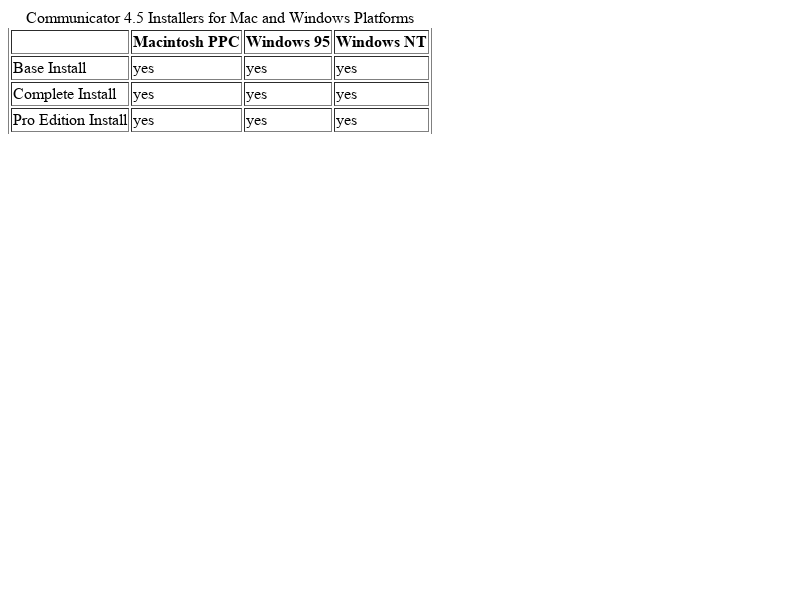 Communicator 4.5 Installers for Mac and Windows Platforms
Macintosh PPC Windows 95 Windows NT
Base Install yes yes yes
Complete Install yes yes yes
Pro Edition Install yes yes yes